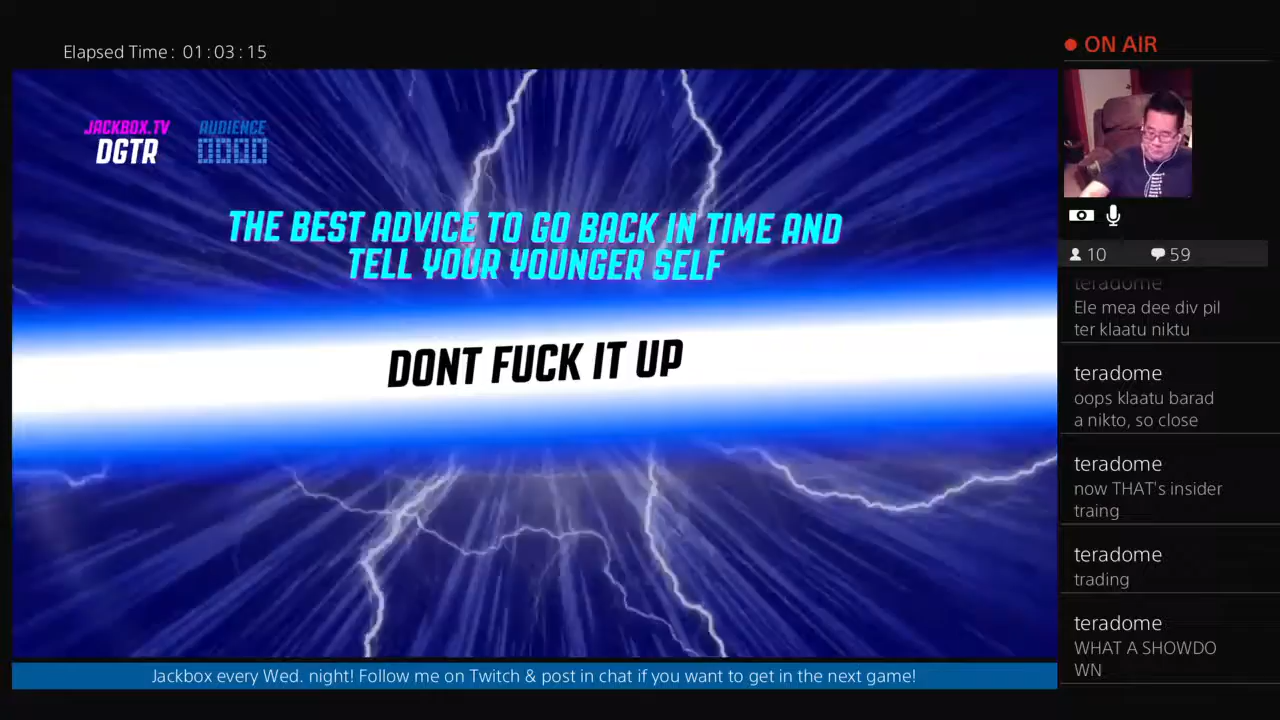 Elapsed Time: 01:03:15
ON AIR
JACKBOX.TV
DGTR
AUDIENCE
THE BEST ADVICE TO GO BACK IN TIME AND
TELL YOUR YOUNGER SELF
DONT FUCK IT UP
10
59
teradome
Ele mea dee div pil
ter klaatu niktu
teradome
oops klaatu barad
a nikto, so close
teradome
now THAT's insider
traing
teradome
trading
teradome
WHAT A SHOWDO
WN
Jackbox every Wed. night! Follow me on Twitch & post in chat if you want to get in the next game!